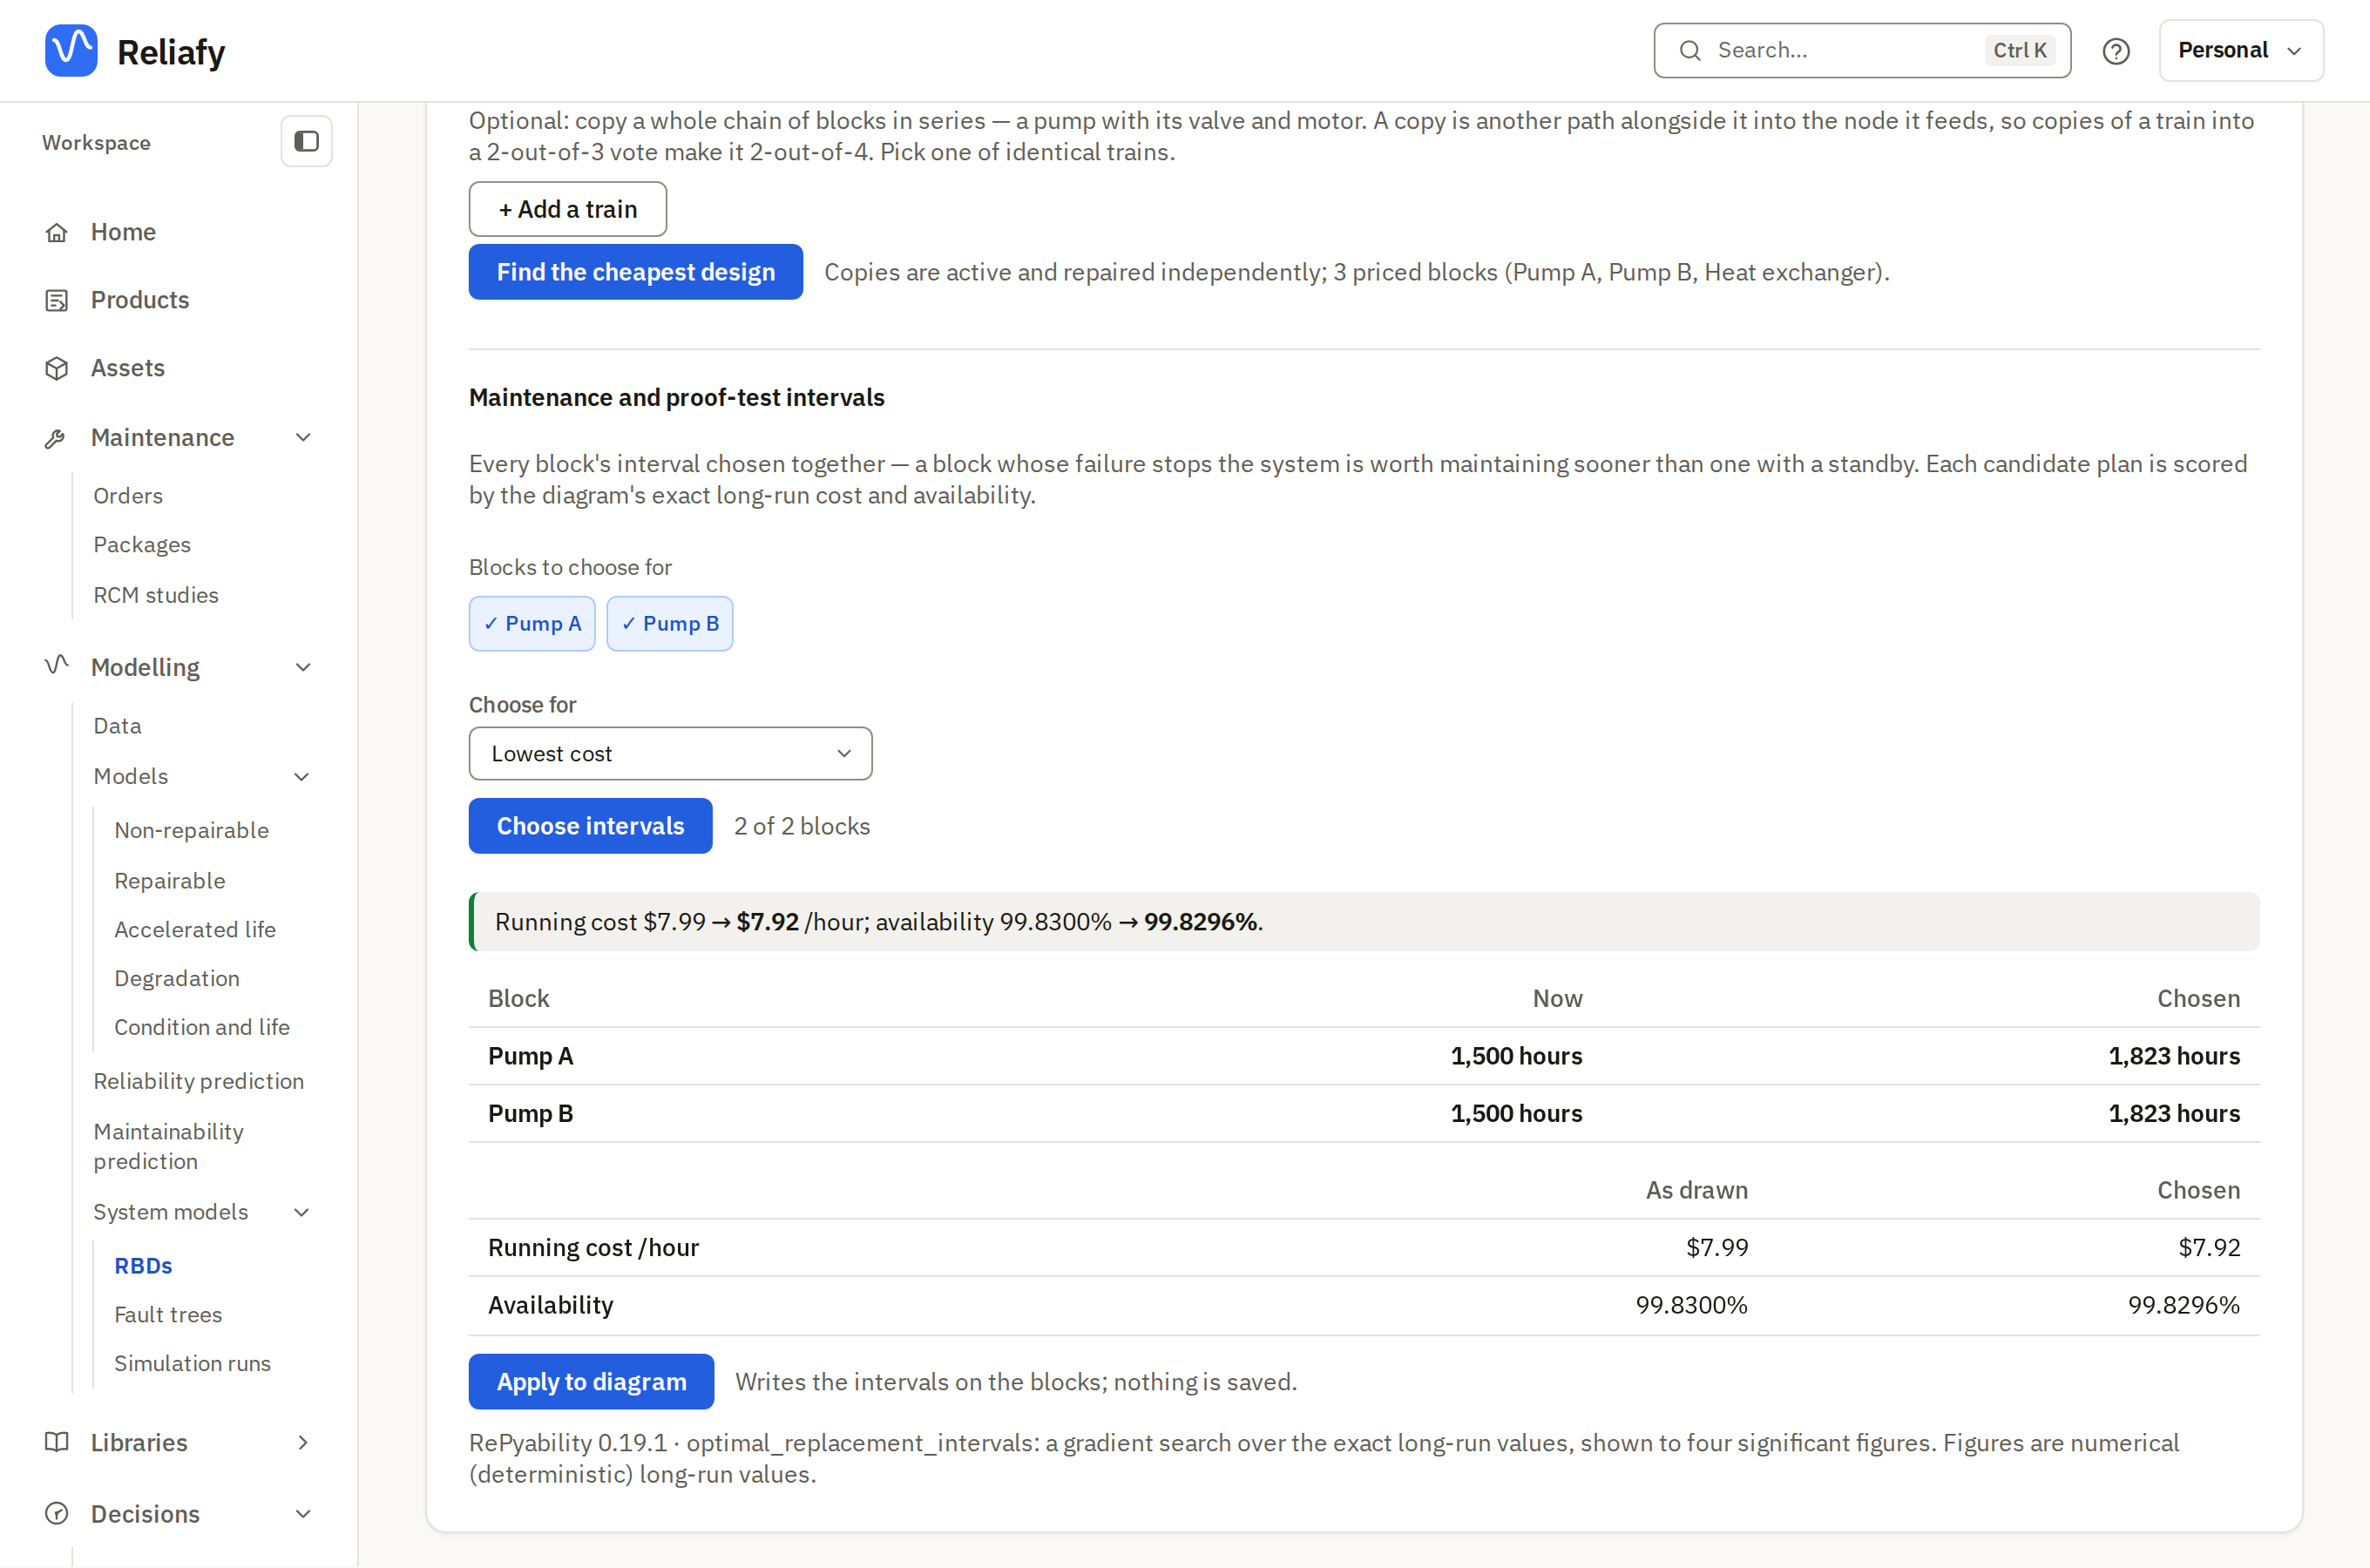 Reliafy
Search...
Ctrl K
Personal
Workspace
Home
Products
Assets
Maintenance
Orders
Packages
RCM studies
Modelling
Data
Models
Non-repairable
Repairable
Accelerated life
Degradation
Condition and life
Reliability prediction
Maintainability
prediction
System models
RBDs
Fault trees
Simulation runs
Libraries
Decisions
Optional: copy a whole chain of blocks in series — a pump with its valve and motor. A copy is another path alongside it into the node it feeds, so copies of a train into
a 2-out-of-3 vote make it 2-out-of-4. Pick one of identical trains.
+ Add a train
Find the cheapest design
Copies are active and repaired independently; 3 priced blocks (Pump A, Pump B, Heat exchanger).
Maintenance and proof-test intervals
Every block's interval chosen together — a block whose failure stops the system is worth maintaining sooner than one with a standby. Each candidate plan is scored
by the diagram's exact long-run cost and availability.
Blocks to choose for
✓ Pump A
✓ Pump B
Choose for
Lowest cost
Choose intervals
2 of 2 blocks
Running cost $7.99 → $7.92 /hour; availability 99.8300% → 99.8296%.
Block Now Chosen
Pump A 1,500 hours 1,823 hours
Pump B 1,500 hours 1,823 hours
As drawn Chosen
Running cost /hour $7.99 $7.92
Availability 99.8300% 99.8296%
Apply to diagram
Writes the intervals on the blocks; nothing is saved.
RePyability 0.19.1 · optimal_replacement_intervals: a gradient search over the exact long-run values, shown to four significant figures. Figures are numerical
(deterministic) long-run values.